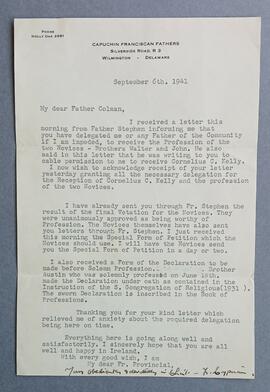 PHONE
HOLLY OAK 2081
CAPUCHIN FRANCISCAN FATHERS
SILVERSIDE ROAD, R 2
WILMINGTON - DELAWARE
September 6th. 1941
My dear Father Colman,
I received a letter this
morning from Father Stephen informing me that you
have delegated me or any Father of the Community
if I am impeded, to receive the Profession of the
two Novices - Brothers Walter and John. He also
said in this letter that he was writing to you to
sable permission to me to receive Cornelius C. Kelly.
I now wish to acknowledge receipt of your letter
yesterday granting all the necessary delegation for
the Reception of Cornelius C. Kelly and the profession
of the two Novices.
I have already sent you through Fr. Stephen the
result of the final Votation for the Novices. They
were unanimously approved as being worthy of
Profession. The Novices themselves have also sent
you letters through Fr. Stephen. I just received
this morning the Special Form of Petition which the
Novices should use. I will have the Novices send
you the Special Form of Petition in a day or two.
I also received a Form of the Declaration to be
made before Solemn Profession.. . . . Brother
Austin who was solemnly professed on June 18th.
made the Declaration under oath as contained in the
Instruction of the S. Congregation of Religious(1931 ).
The sworn Declaration is inscribed in the Book of
Professions.
Thanking you for your kind letter which
relieved me of anxiety about the required delegation
being here on time.
Everything here is going along well and
satisfactorily. I sincerely hope that you are all
well and happy in Ireland.
With every good wish, I am
My dear Fr. Provincial,
Yours obediently